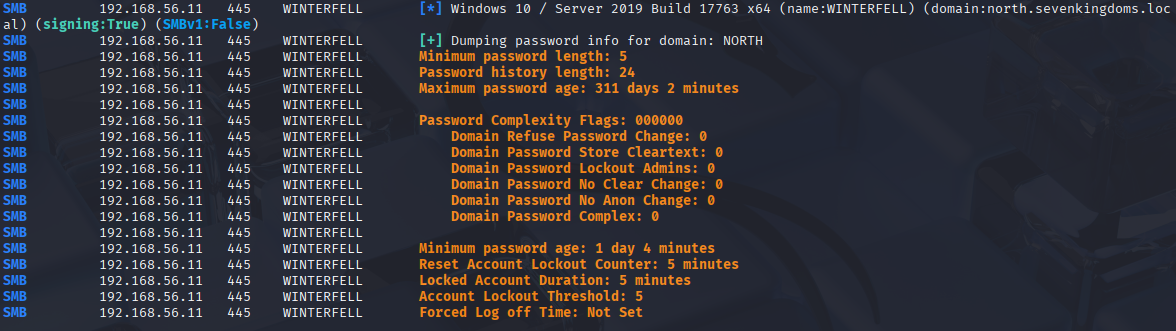 SMB 192.168.56.11 445 WINTERFELL [*] Windows 10 / Server 2019 Build 17763 x64 (name:WINTERFELL) (domain:north.sevenkingdoms.loc
al) (signing:True) (SMBv1:False)
SMB 192.168.56.11 445 WINTERFELL [+] Dumping password info for domain: NORTH
SMB 192.168.56.11 445 WINTERFELL Minimum password length: 5
SMB 192.168.56.11 445 WINTERFELL Password history length: 24
SMB 192.168.56.11 445 WINTERFELL Maximum password age: 311 days 2 minutes
SMB 192.168.56.11 445 WINTERFELL
SMB 192.168.56.11 445 WINTERFELL Password Complexity Flags: 000000
SMB 192.168.56.11 445 WINTERFELL Domain Refuse Password Change: 0
SMB 192.168.56.11 445 WINTERFELL Domain Password Store Cleartext: 0
SMB 192.168.56.11 445 WINTERFELL Domain Password Lockout Admins: 0
SMB 192.168.56.11 445 WINTERFELL Domain Password No Clear Change: 0
SMB 192.168.56.11 445 WINTERFELL Domain Password No Anon Change: 0
SMB 192.168.56.11 445 WINTERFELL Domain Password Complex: 0
SMB 192.168.56.11 445 WINTERFELL
SMB 192.168.56.11 445 WINTERFELL Minimum password age: 1 day 4 minutes
SMB 192.168.56.11 445 WINTERFELL Reset Account Lockout Counter: 5 minutes
SMB 192.168.56.11 445 WINTERFELL Locked Account Duration: 5 minutes
SMB 192.168.56.11 445 WINTERFELL Account Lockout Threshold: 5
SMB 192.168.56.11 445 WINTERFELL Forced Log off Time: Not Set